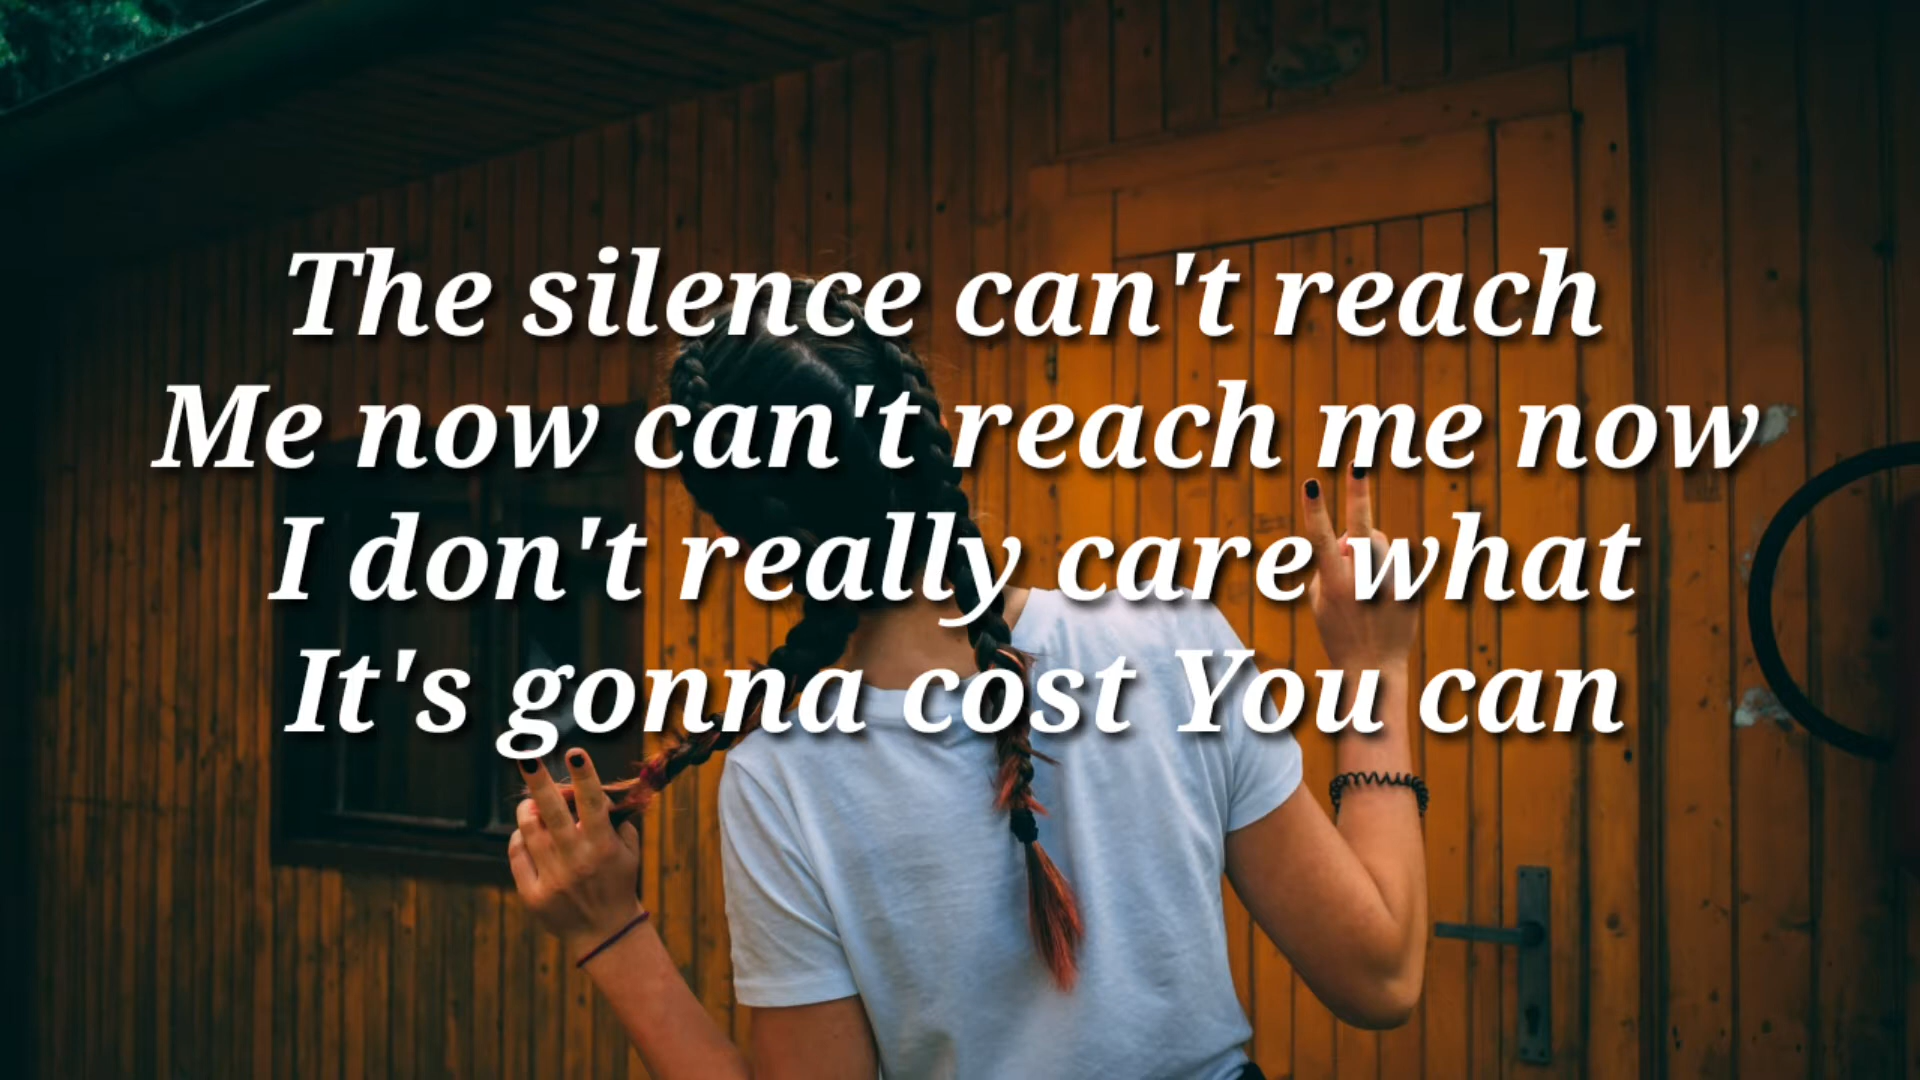 The silence can't reach
Me now can't reach me now
I don't really care what
It's gonna cost You can